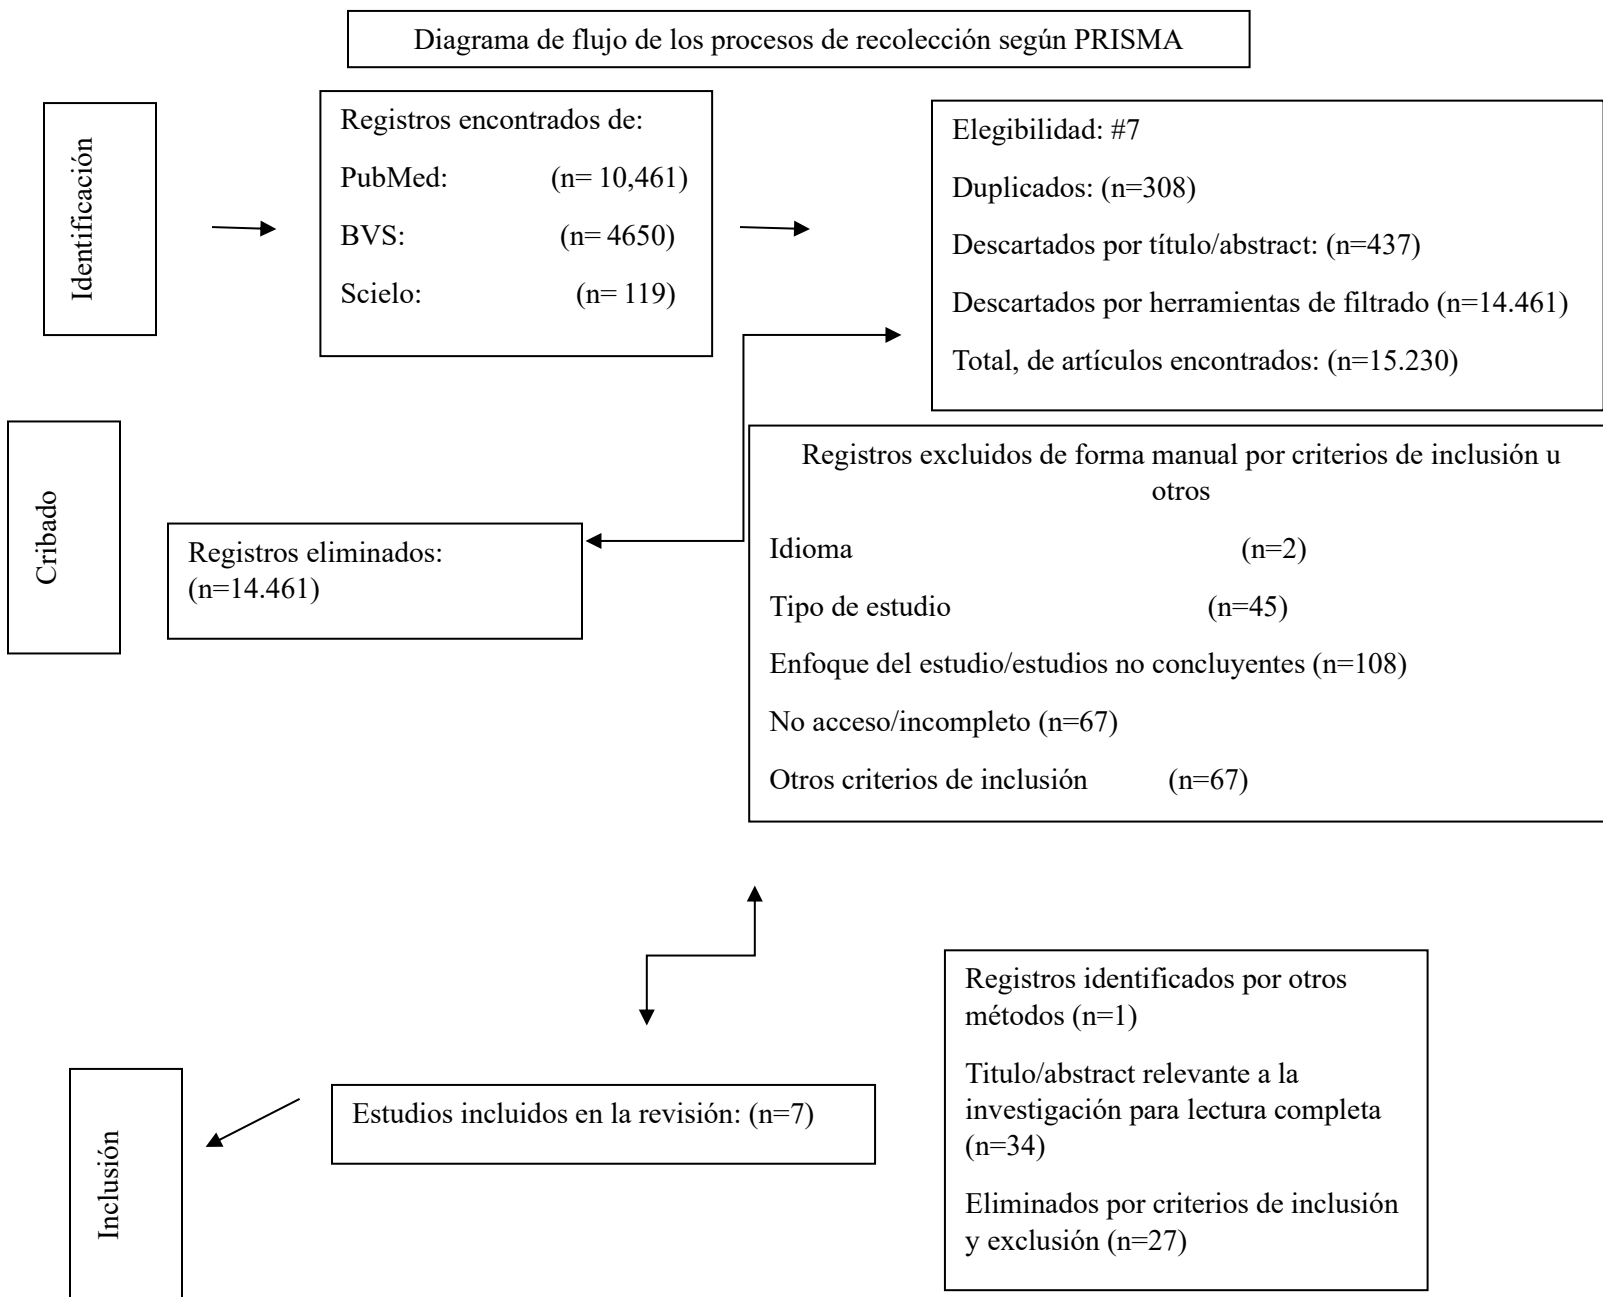 Diagrama de flujo de los procesos de recolección según PRISMA
Identificación
Registros encontrados de:
PubMed: (n= 10,461)
BVS: (n= 4650)
Scielo: (n= 119)
Elegibilidad: #7
Duplicados: (n=308)
Descartados por título/abstract: (n=437)
Descartados por herramientas de filtrado (n=14.461)
Total, de artículos encontrados: (n=15.230)
Cribado
Registros eliminados:
(n=14.461)
Registros excluidos de forma manual por criterios de inclusión u
otros
Idioma (n=2)
Tipo de estudio (n=45)
Enfoque del estudio/estudios no concluyentes (n=108)
No acceso/incompleto (n=67)
Otros criterios de inclusión (n=67)
Inclusión
Estudios incluidos en la revisión: (n=7)
Registros identificados por otros
métodos (n=1)
Titulo/abstract relevante a la
investigación para lectura completa
(n=34)
Eliminados por criterios de inclusión
y exclusión (n=27)